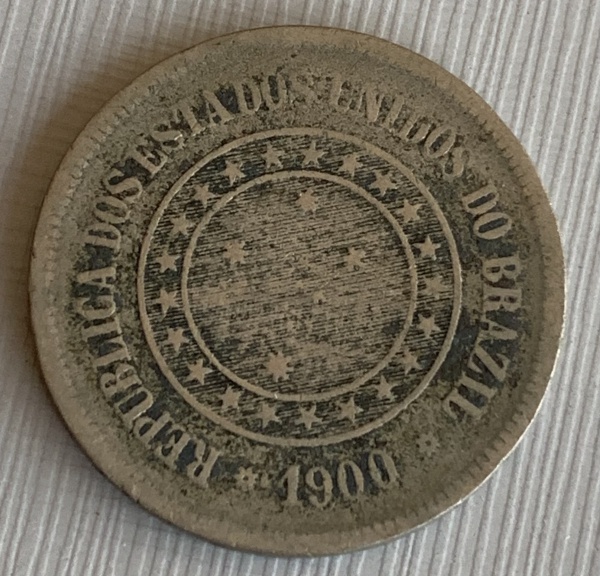 REPUBLICA DOS ESTADOS UNIDOS DO BRAZIL
1900